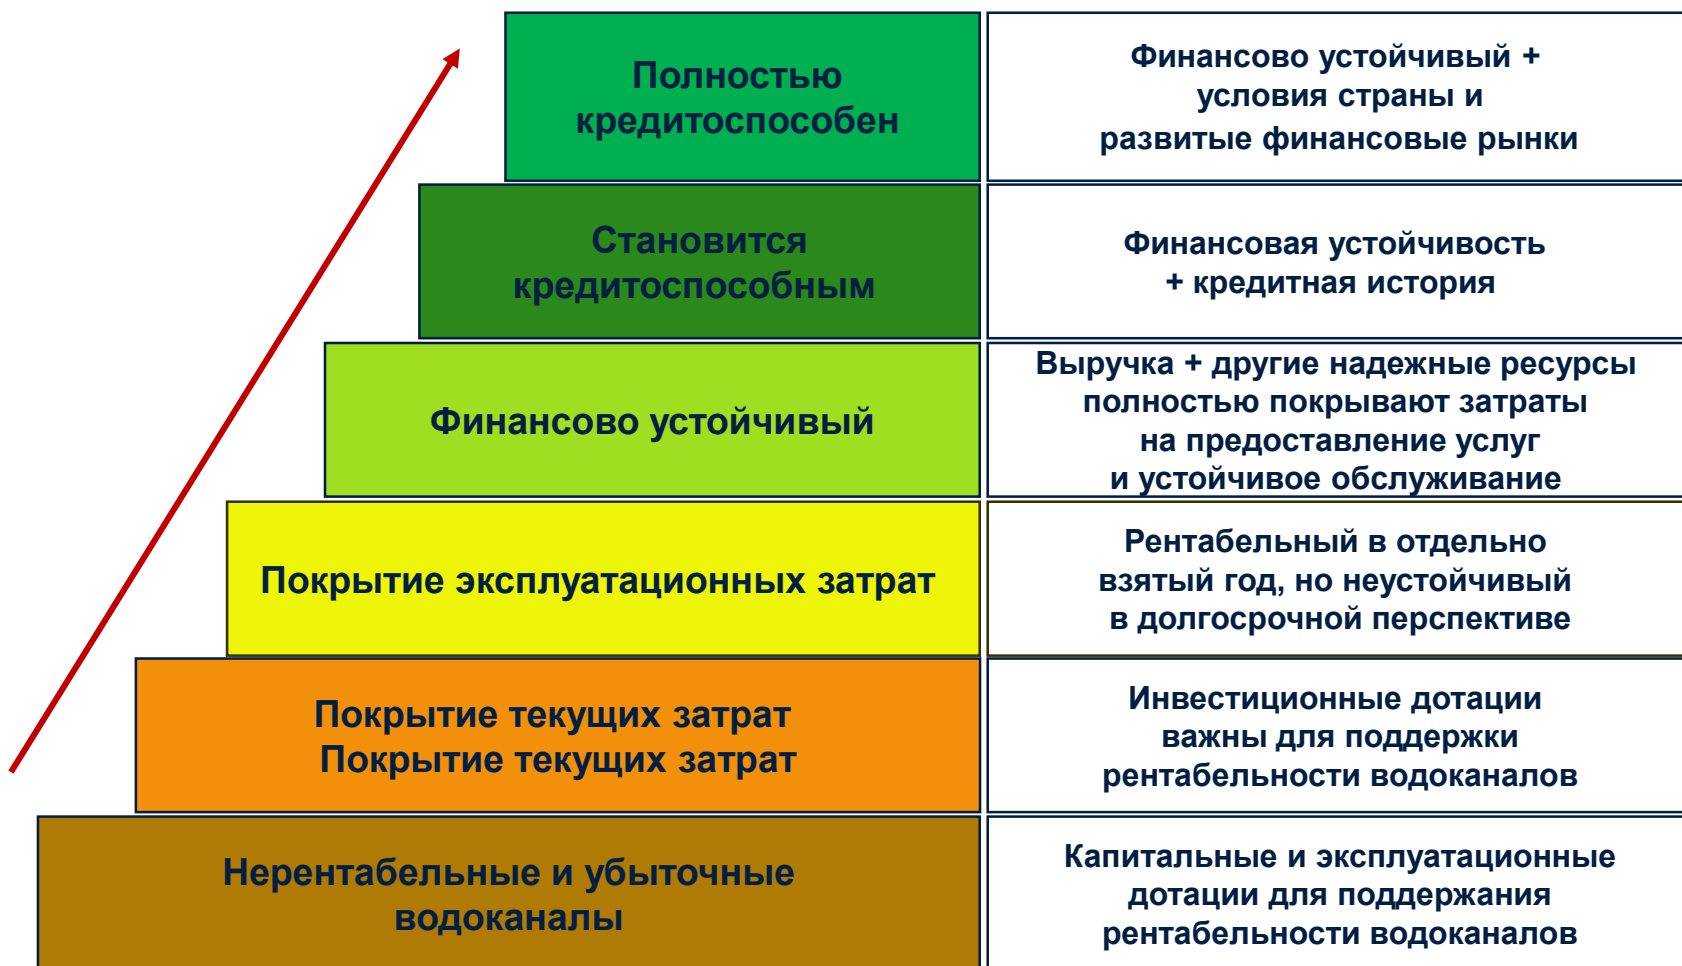 Полностью
кредитоспособен
Финансово устойчивый +
условия страны и
развитые финансовые рынки
Становится
кредитоспособным
Финансовая устойчивость
+ кредитная история
Финансово устойчивый
Выручка + другие надежные ресурсы
полностью покрывают затраты
на предоставление услуг
и устойчивое обслуживание
Покрытие эксплуатационных затрат
Рентабельный в отдельно
взятый год, но неустойчивый
в долгосрочной перспективе
Покрытие текущих затрат
Покрытие текущих затрат
Инвестиционные дотации
важны для поддержки
рентабельности водоканалов
Нерентабельные и убыточные
водоканалы
Капитальные и эксплуатационные
дотации для поддержания
рентабельности водоканалов